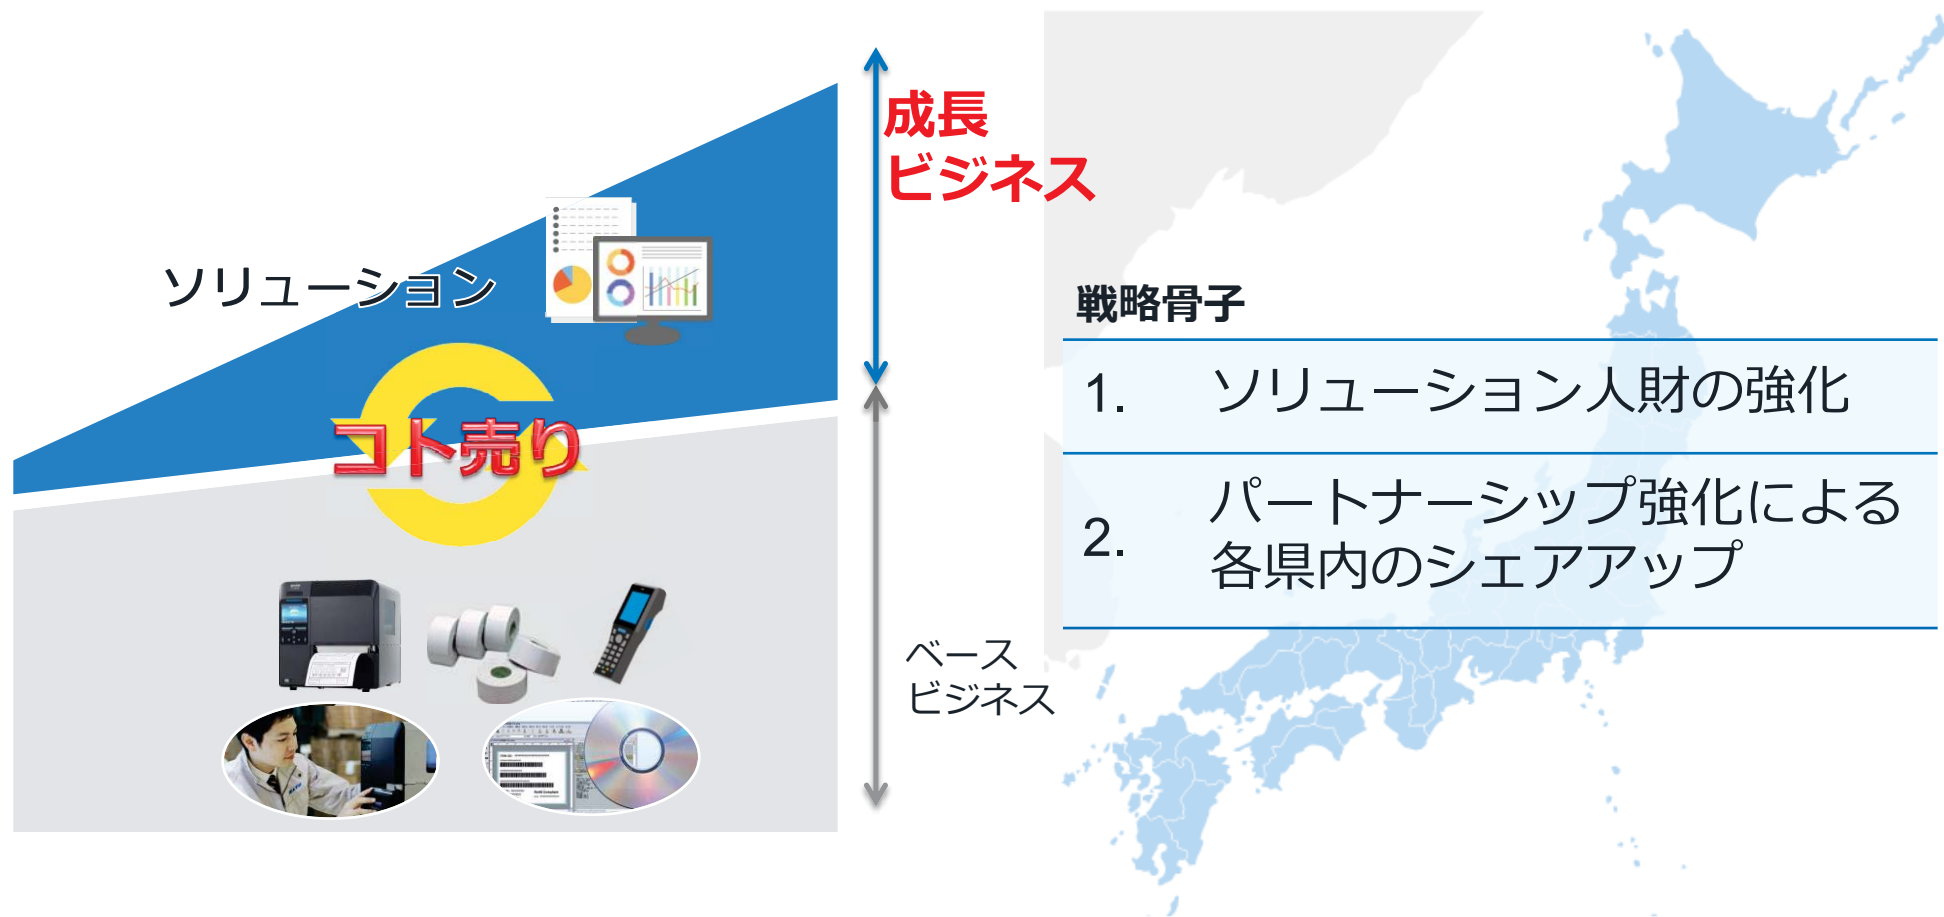 成長
ビジネス
ソリューション
コト売り
ベース
ビジネス
戦略骨子
1. ソリューション人財の強化
2. パートナーシップ強化による
各県内のシェアアップ